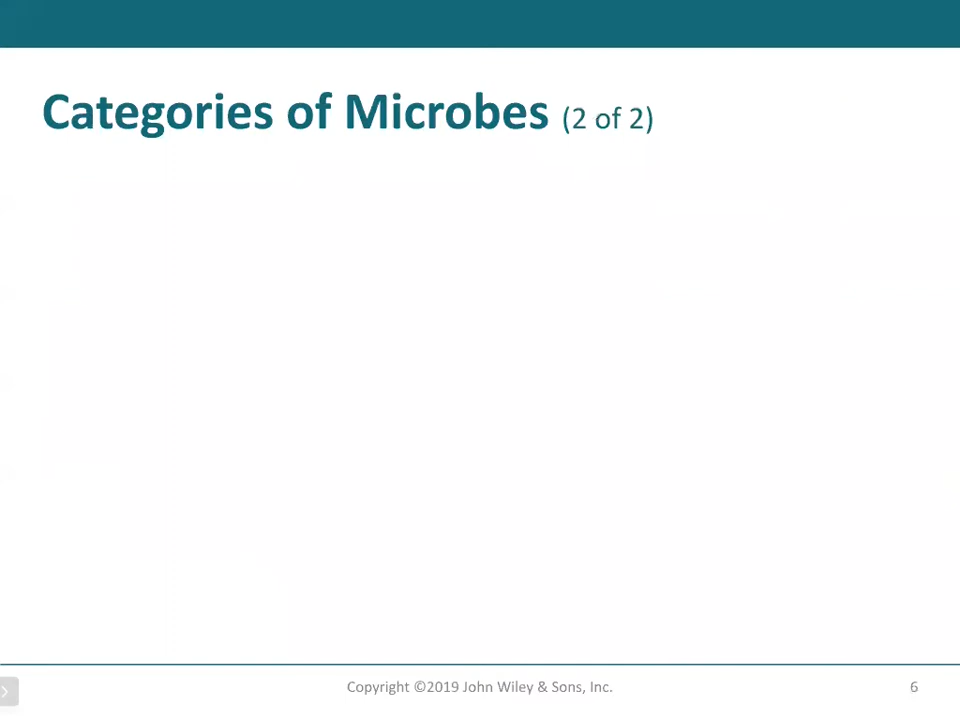 Categories of Microbes (2 of 2)
Copyright ©2019 John Wiley & Sons, Inc.
6